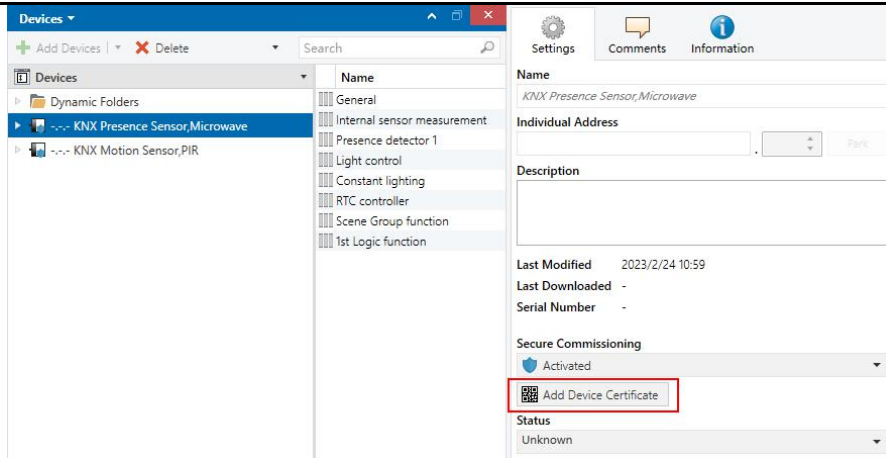 Devices
Add Devices
Delete
Search
Devices
Dynamic Folders
-.-.- KNX Presence Sensor,Microwave
-.-.- KNX Motion Sensor,PIR
Name
General
Internal sensor measurement
Presence detector 1
Light control
Constant lighting
RTC controller
Scene Group function
1st Logic function
Settings
Comments
Information
Name
KNX Presence Sensor,Microwave
Individual Address
. Park
Description
Last Modified 2023/2/24 10:59
Last Downloaded -
Serial Number -
Secure Commissioning
Activated
Add Device Certificate
Status
Unknown